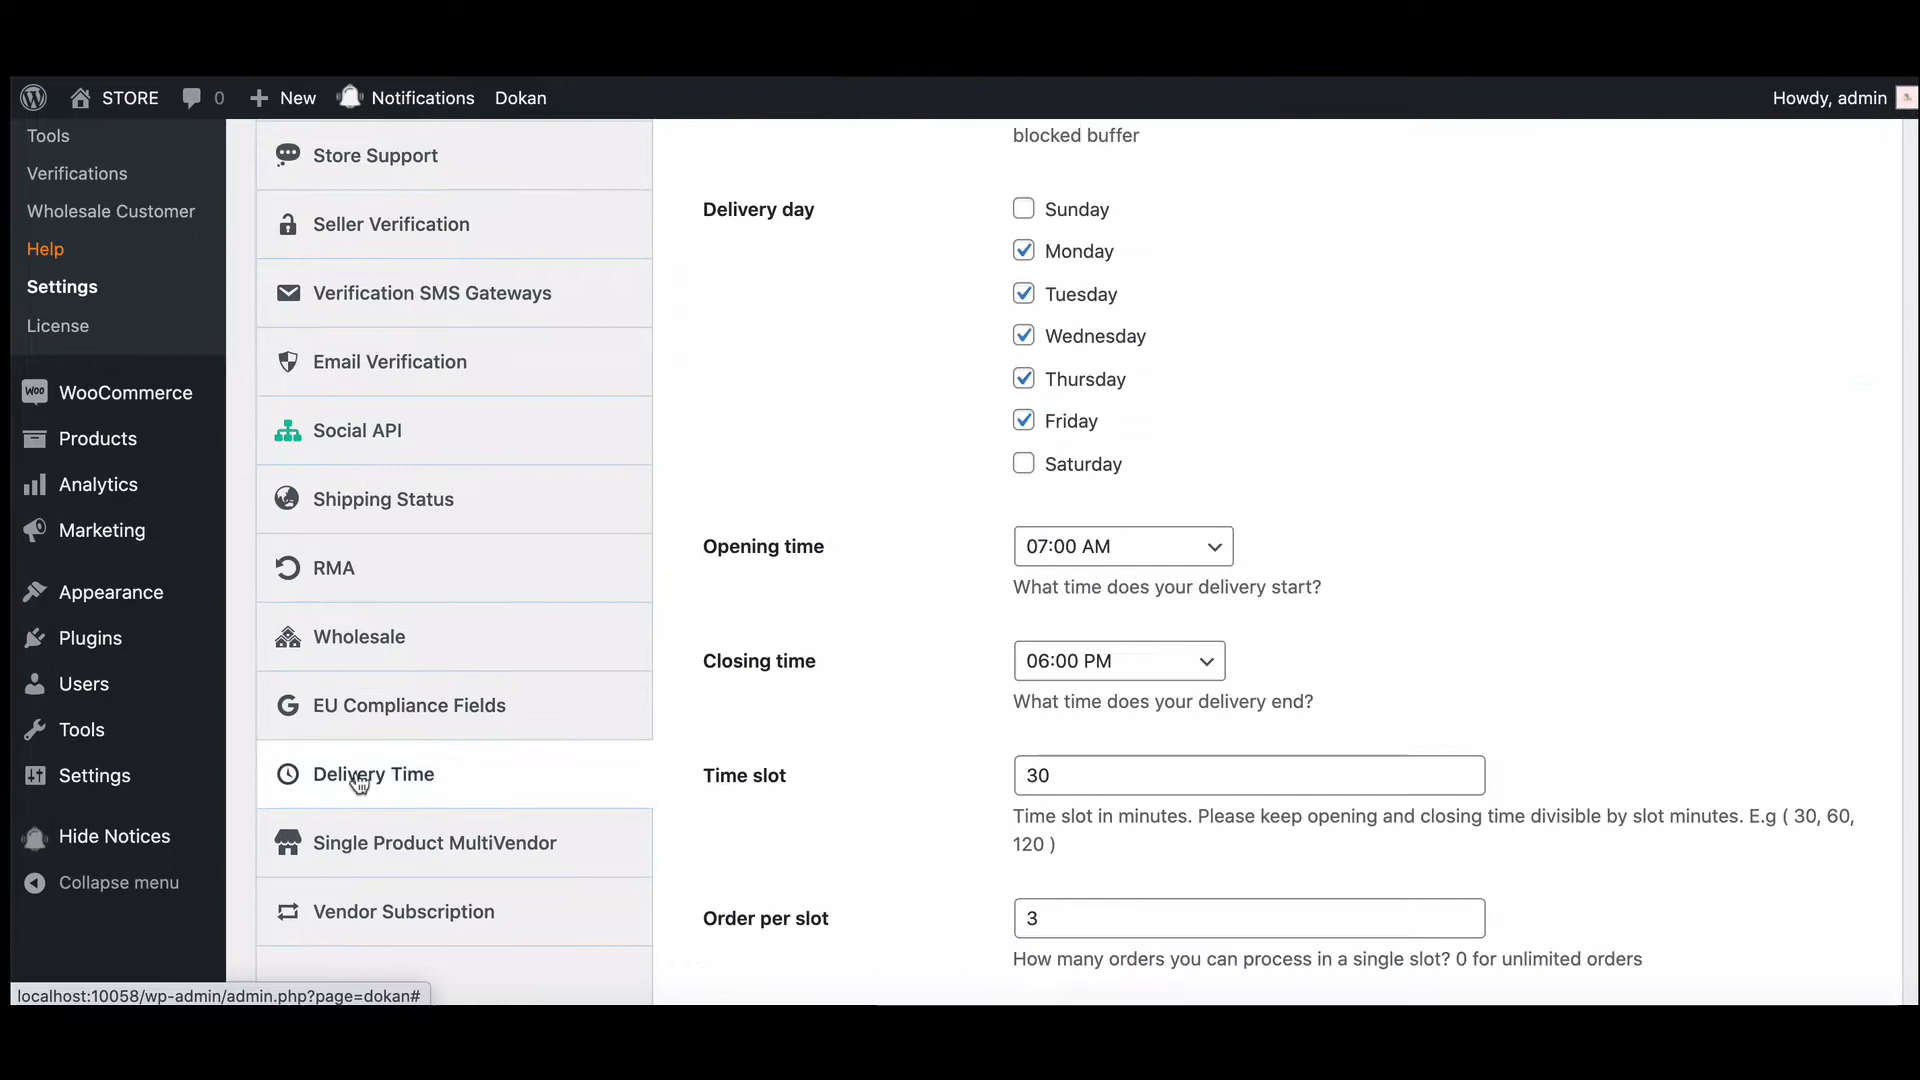 STORE 0 New Notifications Dokan Howdy, admin
Tools
Verifications
Wholesale Customer
Help
Settings
License
WooCommerce
Products
Analytics
Marketing
Appearance
Plugins
Users
Tools
Settings
Hide Notices
Collapse menu
Store Support
Seller Verification
Verification SMS Gateways
Email Verification
Social API
Shipping Status
RMA
Wholesale
EU Compliance Fields
Delivery Time
Single Product MultiVendor
Vendor Subscription
blocked buffer
Delivery day
Sunday
Monday
Tuesday
Wednesday
Thursday
Friday
Saturday
Opening time
07:00 AM
What time does your delivery start?
Closing time
06:00 PM
What time does your delivery end?
Time slot
30
Time slot in minutes. Please keep opening and closing time divisible by slot minutes. E.g ( 30, 60,
120 )
Order per slot
3
How many orders you can process in a single slot? 0 for unlimited orders
localhost:10058/wp-admin/admin.php?page=dokan#